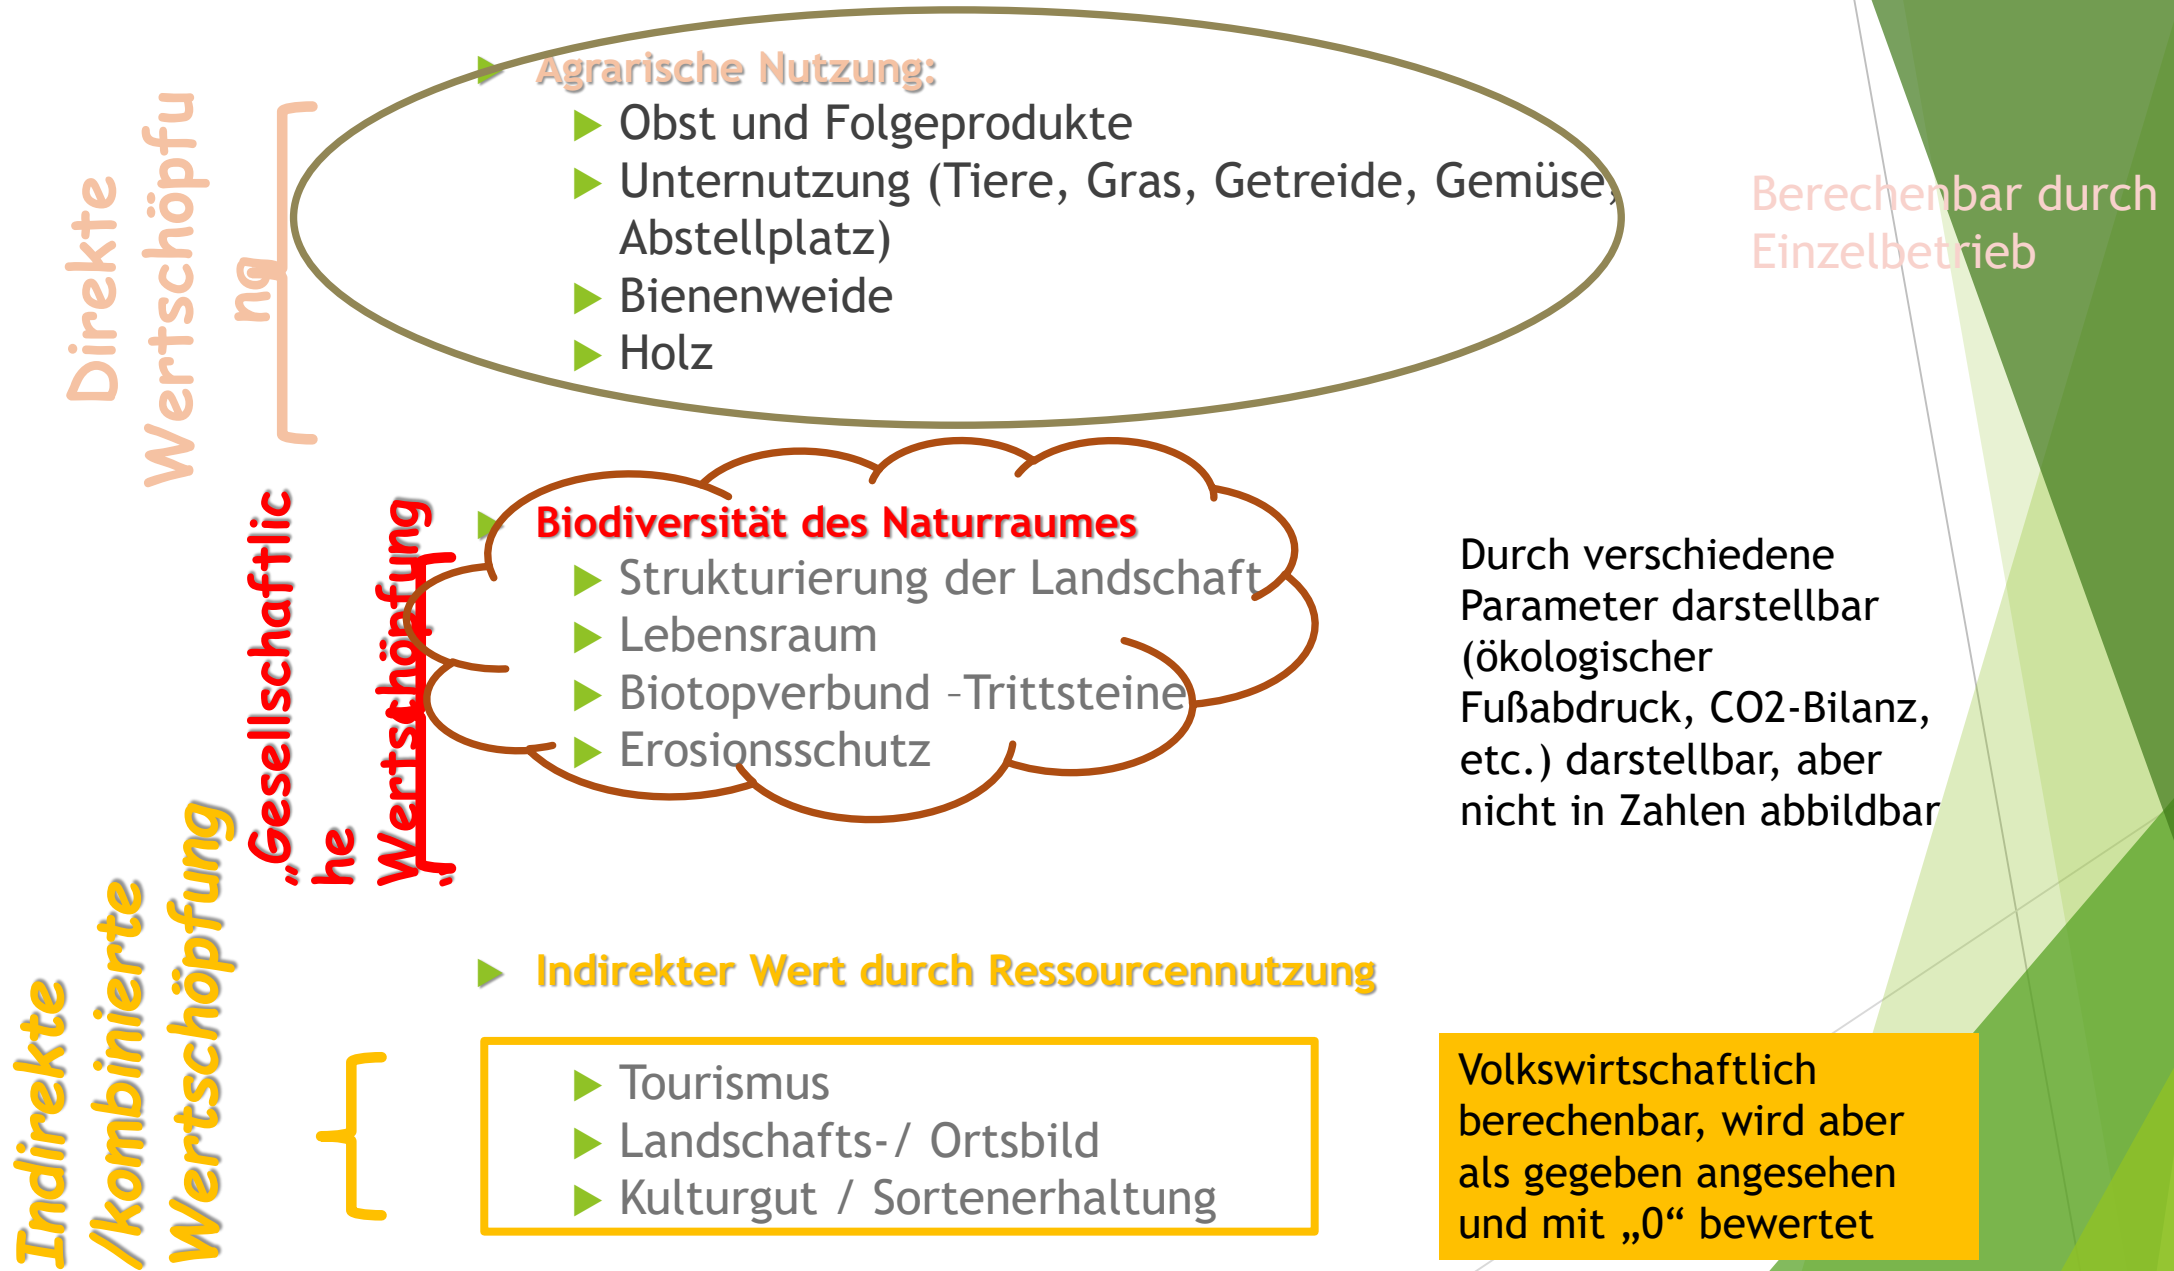 Direkte
Wertschöpfu
ng
Agrarische Nutzung:
Obst und Folgeprodukte
Unternutzung (Tiere, Gras, Getreide, Gemüse,
Abstellplatz)
Bienenweide
Holz
Berechenbar durch
Einzelbetrieb
„Gesellschaftlic
he
Wertschöpfung
“
Biodiversität des Naturraumes
Strukturierung der Landschaft
Lebensraum
Biotopverbund –Trittsteine
Erosionsschutz
Durch verschiedene
Parameter darstellbar
(ökologischer
Fußabdruck, CO2-Bilanz,
etc.) darstellbar, aber
nicht in Zahlen abbildbar
Indirekte
/kombinierte
Wertschöpfung
Indirekter Wert durch Ressourcennutzung
Tourismus
Landschafts-/ Ortsbild
Kulturgut / Sortenerhaltung
Volkswirtschaftlich
berechenbar, wird aber
als gegeben angesehen
und mit „0“ bewertet